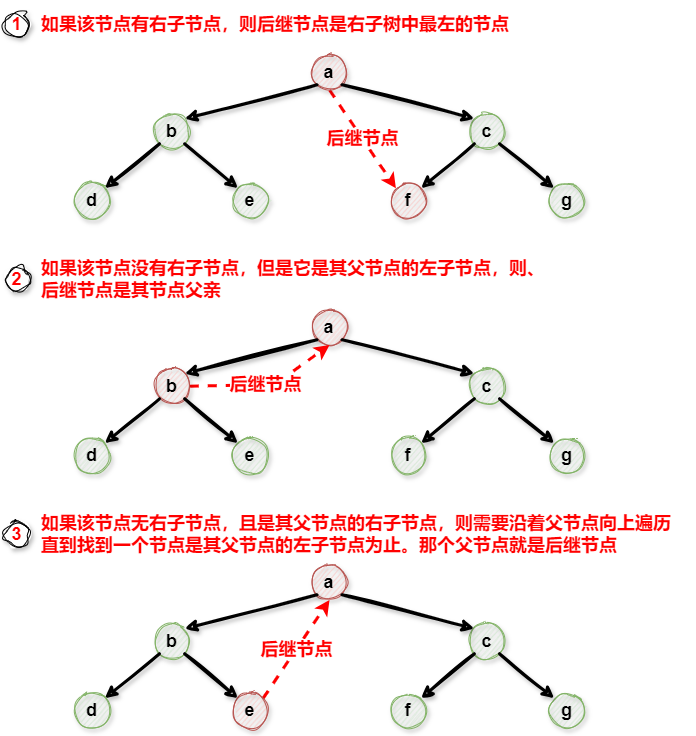 1 如果该节点有右子节点，则后继节点是右子树中最左的节点
a
b
后继节点
c
d
e
f
g
2 如果该节点没有右子节点，但是它是其父节点的左子节点，则、
后继节点是其节点父亲
a
b
后继节点
c
d
e
f
g
3 如果该节点无右子节点，且是其父节点的右子节点，则需要沿着父节点向上遍历
直到找到一个节点是其父节点的左子节点为止。那个父节点就是后继节点
a
b
后继节点
c
d
e
f
g